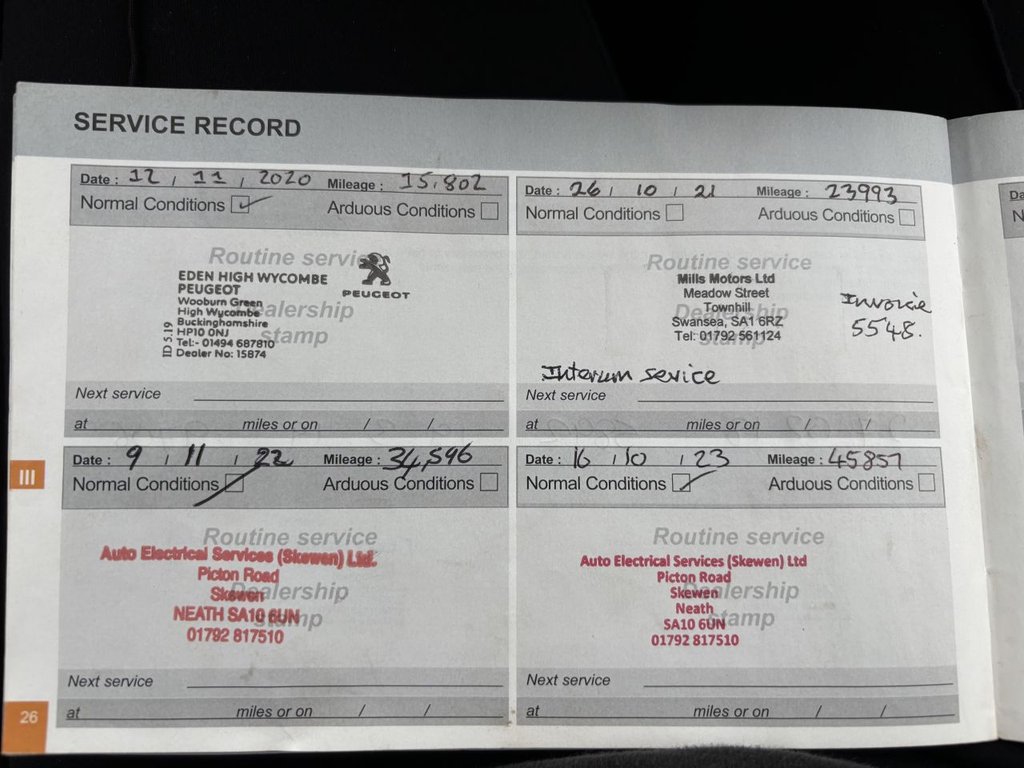 SERVICE RECORD
Date : 12 / 11 / 2020 Mileage : 15,802
Normal Conditions Arduous Conditions
Routine service
EDEN HIGH WYCOMBE
PEUGEOT
PEUGEOT
Wooburn Green
High Wycombe
Buckinghamshire
HP10 0NJ
Tel:- 01494 687810
Dealer No: 15874
ID 5.19
Dealership
stamp
Next service
at miles or on / /
Date : 26 / 10 / 21 Mileage : 23993
Normal Conditions Arduous Conditions
Routine service
Mills Motors Ltd
Meadow Street
Townhill
Swansea, SA1 6RZ
Tel: 01792 561124
Dealership
stamp
Invoice
5548.
Interum service
Next service
at miles or on / /
Date : 9 / 11 / 22 Mileage : 34,596
Normal Conditions Arduous Conditions
Routine service
Auto Electrical Services (Skewen) Ltd.
Picton Road
Skewen
NEATH SA10 6UN
01792 817510
Dealership
stamp
Next service
at miles or on / /
Date : 16 / 10 / 23 Mileage : 45857
Normal Conditions Arduous Conditions
Routine service
Auto Electrical Services (Skewen) Ltd
Picton Road
Skewen
Neath
SA10 6UN
01792 817510
Dealership
stamp
Next service
at miles or on / /
III
26